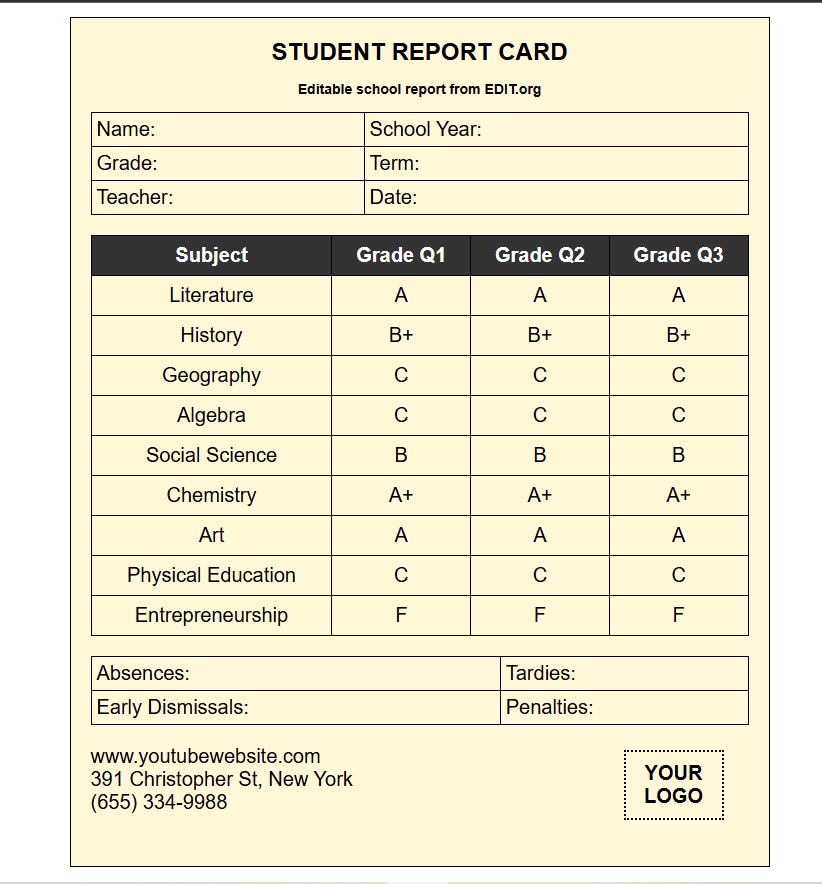 STUDENT REPORT CARD
Editable school report from EDIT.org
Name: School Year:
Grade: Term:
Teacher: Date:
Subject Grade Q1 Grade Q2 Grade Q3
Literature A A A
History B+ B+ B+
Geography C C C
Algebra C C C
Social Science B B B
Chemistry A+ A+ A+
Art A A A
Physical Education C C C
Entrepreneurship F F F
Absences: Tardies:
Early Dismissals: Penalties:
www.youtubewebsite.com
391 Christopher St, New York
(655) 334-9988
YOUR
LOGO